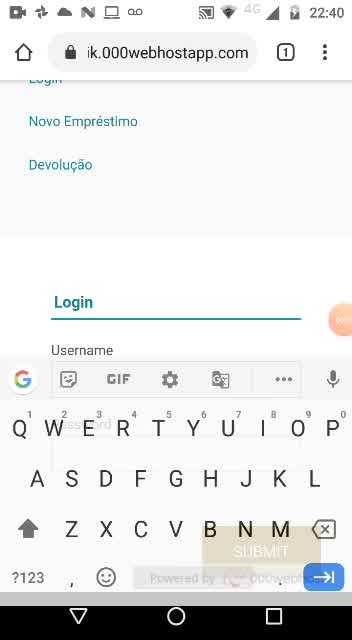 4G 22:40
ik.000webhostapp.com 1
Login
Novo Empréstimo
Devolução
Login
Username
GIF
Password
1 2 3 4 5 6 7 8 9 0
Q W E R T Y U I O P
A S D F G H J K L
Z X C V B N M
SUBMIT
?123 , .
Powered by 000webhost